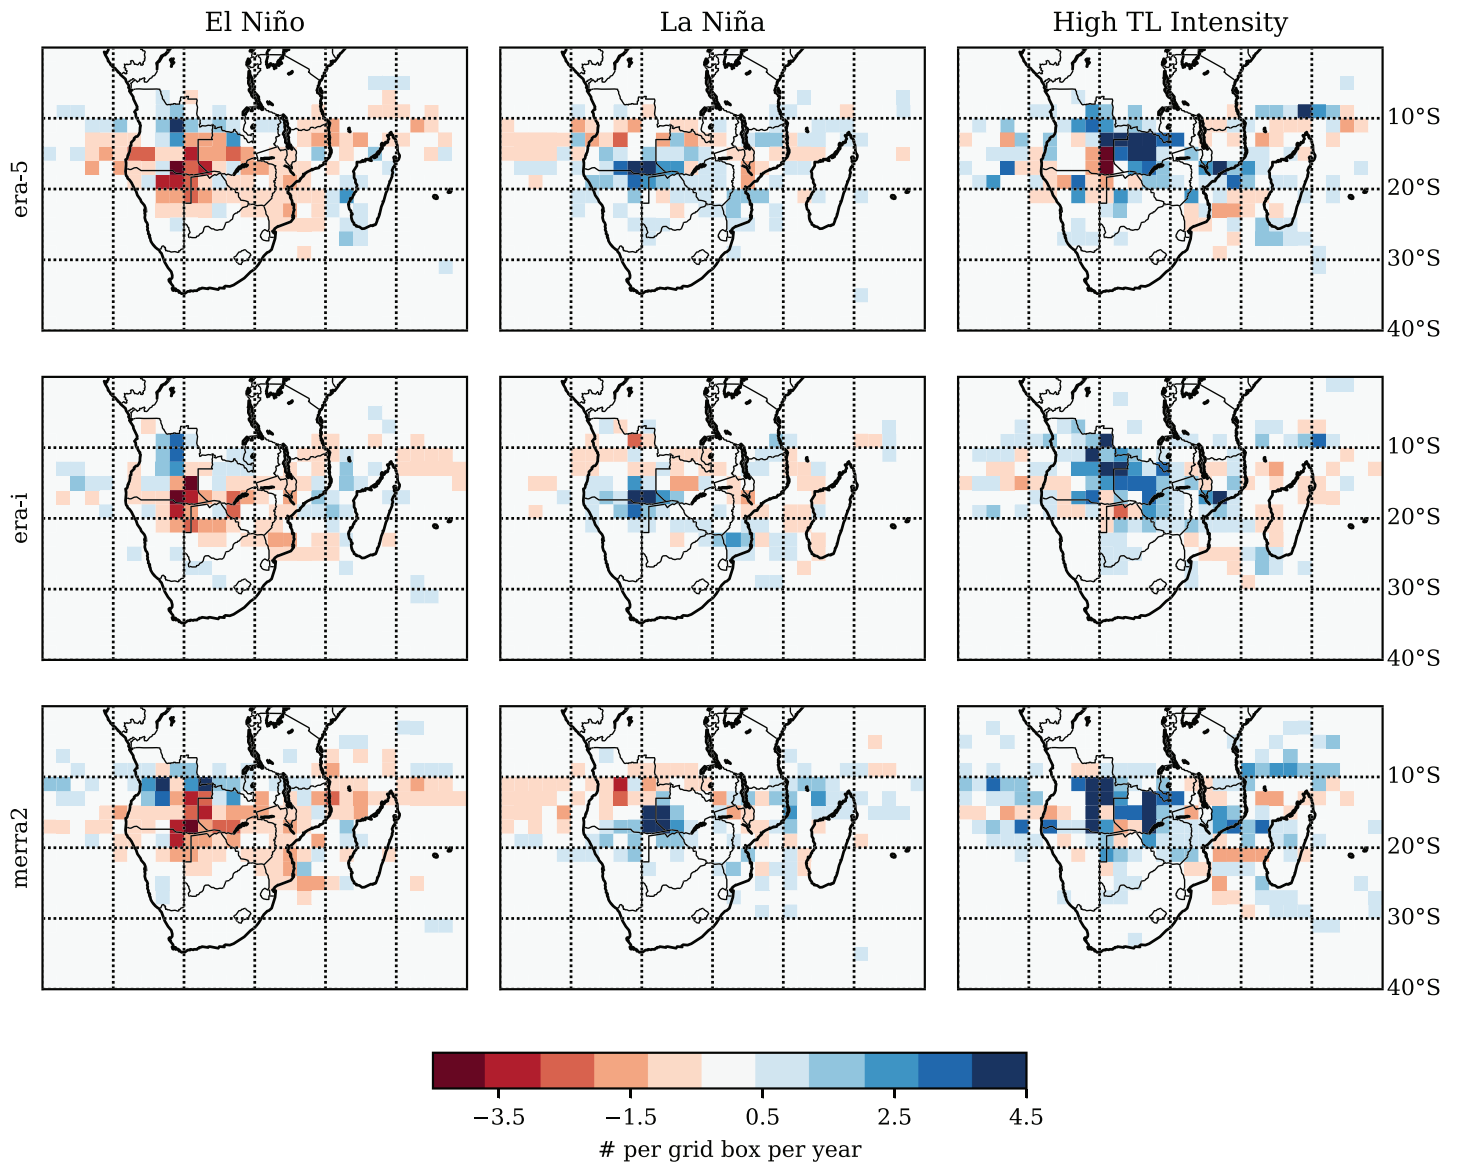 El Niño La Niña High TL Intensity
era-5
10°S
20°S
30°S
40°S
era-i
10°S
20°S
30°S
40°S
merra2
10°S
20°S
30°S
40°S
−3.5 −1.5 0.5 2.5 4.5
# per grid box per year